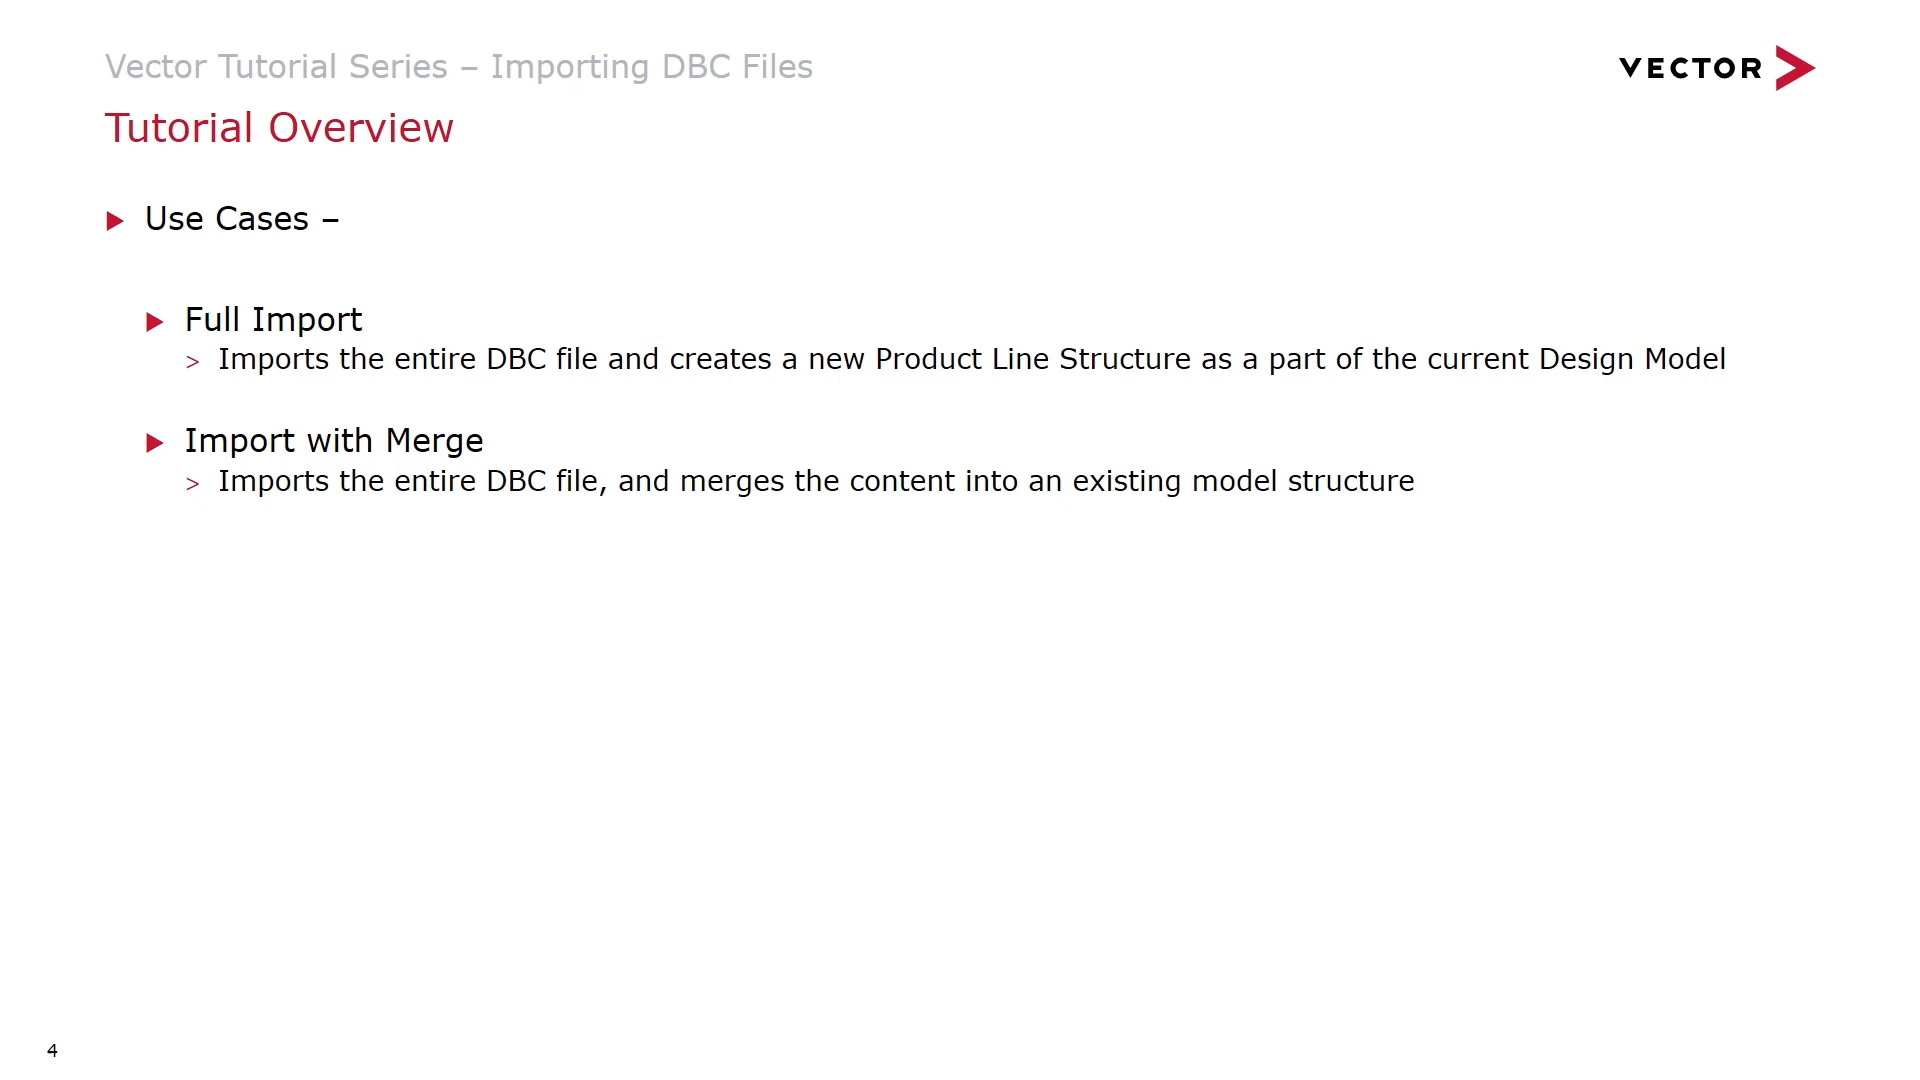 Vector Tutorial Series – Importing DBC Files
VECTOR
Tutorial Overview
Use Cases –
Full Import
> Imports the entire DBC file and creates a new Product Line Structure as a part of the current Design Model
Import with Merge
> Imports the entire DBC file, and merges the content into an existing model structure
4